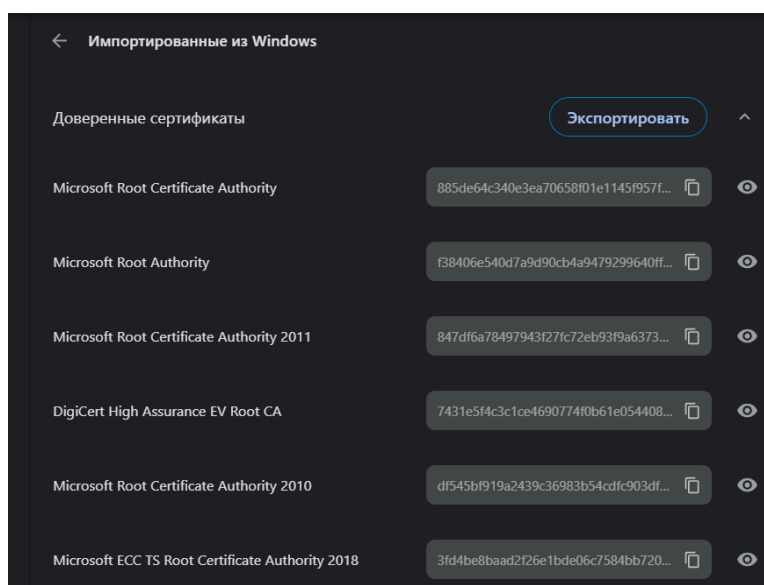 Импортированные из Windows
Доверенные сертификаты Экспортировать
Microsoft Root Certificate Authority 885de64c340e3ea70658f01e1145f957f...
Microsoft Root Authority f38406e540d7a9d90cb4a9479299640ff...
Microsoft Root Certificate Authority 2011 847df6a78497943f27fc72eb93f9a6373...
DigiCert High Assurance EV Root CA 7431e5f4c3c1ce4690774f0b61e054408...
Microsoft Root Certificate Authority 2010 df545bf919a2439c36983b54cdfc903df...
Microsoft ECC TS Root Certificate Authority 2018 3fd4be8baad2f26e1bde06c7584bb720...